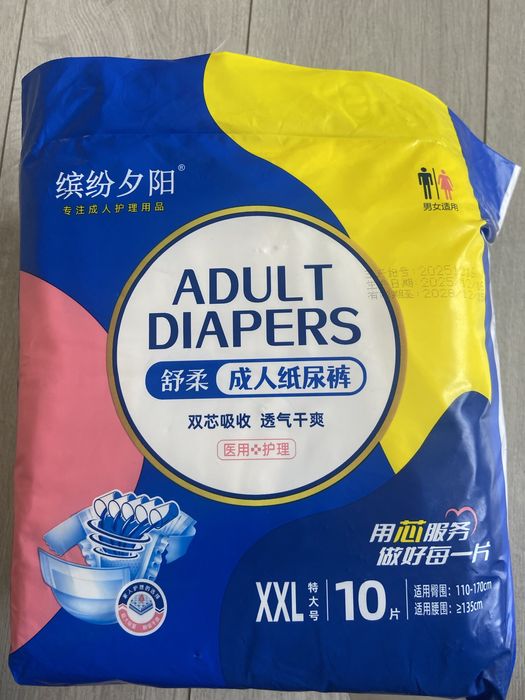 缤纷夕阳®
专注成人护理用品
男女适用
ADULT
DIAPERS
舒柔 成人纸尿裤
双芯吸收 透气干爽
医用 护理
用芯服务
做好每一片
XXL 特大号 10片
适用臀围：110-170cm
适用腰围：≥135cm